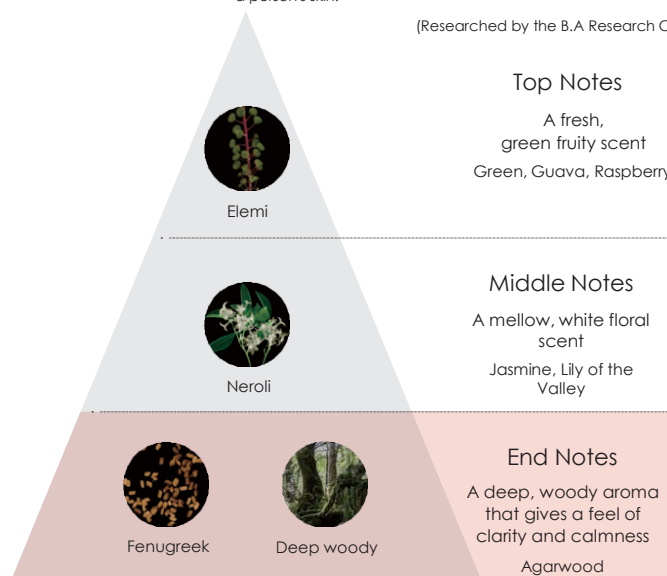 (Researched by the B.A Research
Top Notes
A fresh,
green fruity scent
Green, Guava, Raspberry
Elemi
Middle Notes
A mellow, white floral
scent
Jasmine, Lily of the
Valley
Neroli
End Notes
A deep, woody aroma
that gives a feel of
clarity and calmness
Agarwood
Fenugreek
Deep woody